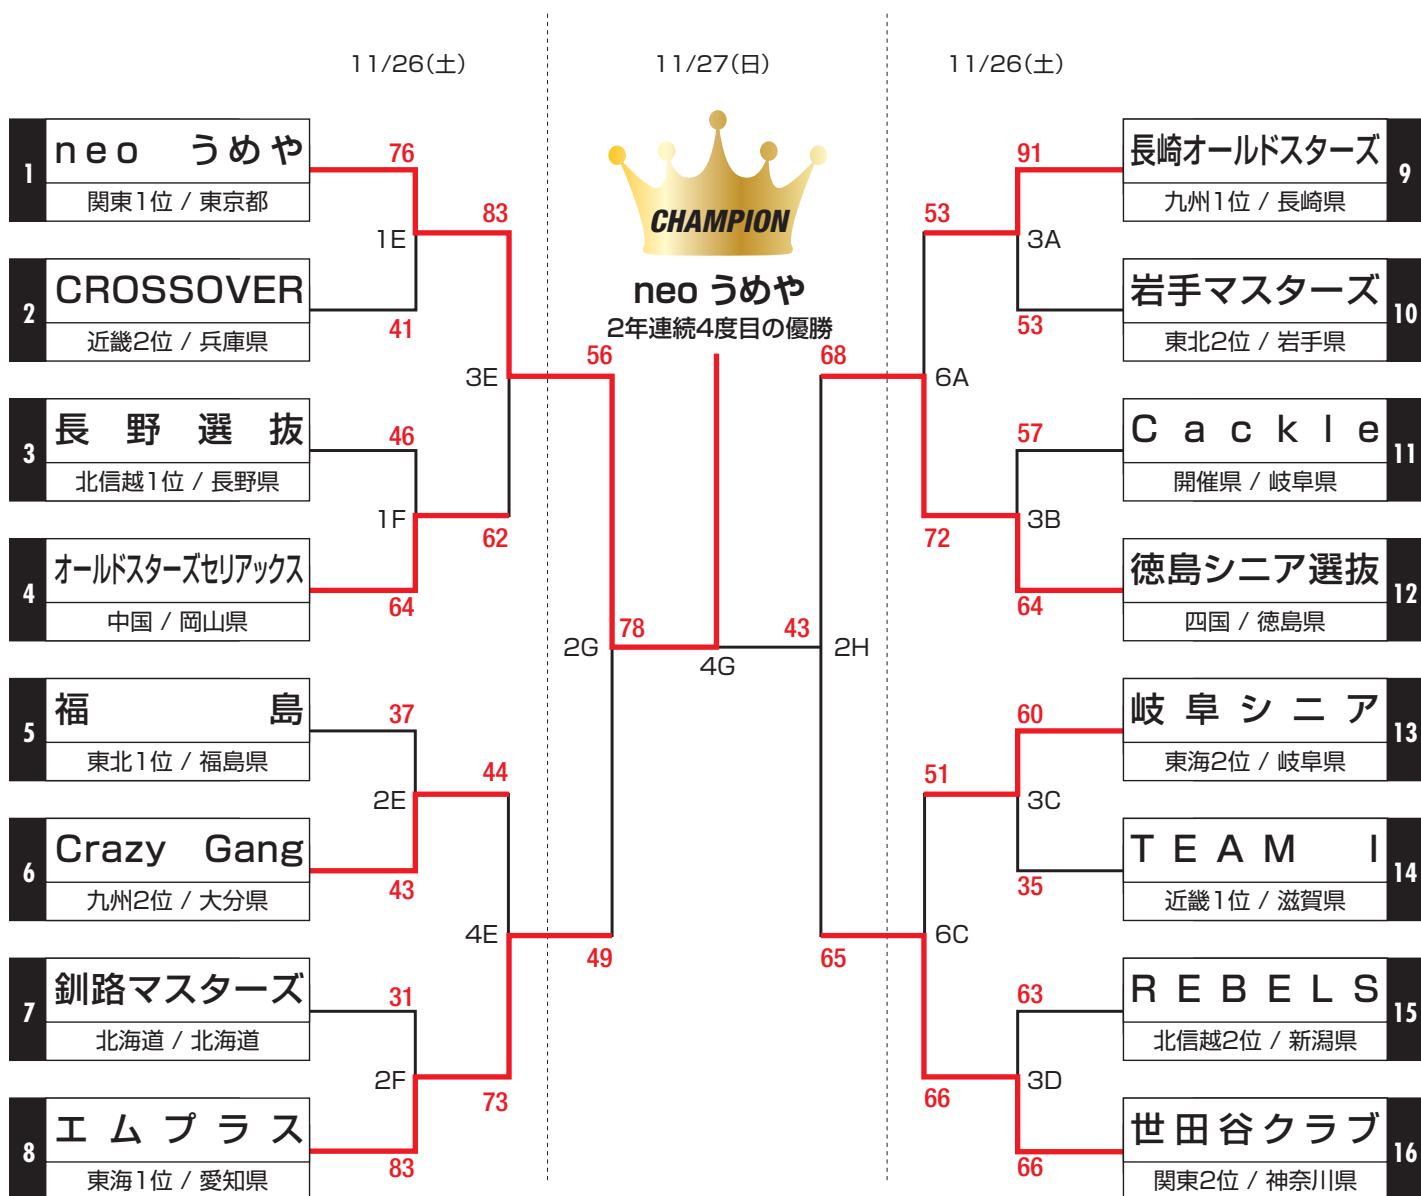 11/26(土)
11/27(日)
11/26(土)
CHAMPION
neo うめや
2年連続4度目の優勝
1
neo うめや
関東1位 / 東京都
76
1E
2
CROSSOVER
近畿2位 / 兵庫県
41
83
3E
3
長野選抜
北信越1位 / 長野県
46
1F
4
オールドスターズセリアックス
中国 / 岡山県
64
62
56
2G
78
5
福島
東北1位 / 福島県
37
2E
6
Crazy Gang
九州2位 / 大分県
43
44
4E
7
釧路マスターズ
北海道 / 北海道
31
2F
8
エムプラス
東海1位 / 愛知県
83
73
49
4G
9
長崎オールドスターズ
九州1位 / 長崎県
91
3A
10
岩手マスターズ
東北2位 / 岩手県
53
53
6A
11
Cackle
開催県 / 岐阜県
57
3B
12
徳島シニア選抜
四国 / 徳島県
64
72
68
2H
43
13
岐阜シニア
東海2位 / 岐阜県
60
3C
14
TEAM I
近畿1位 / 滋賀県
35
51
6C
15
REBELS
北信越2位 / 新潟県
63
3D
16
世田谷クラブ
関東2位 / 神奈川県
66
66
65